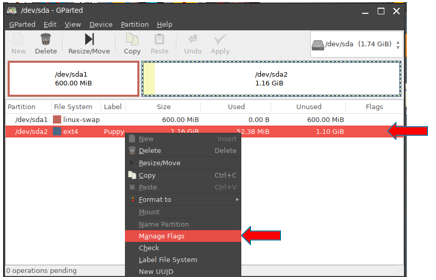 /dev/sda - GParted
GParted Edit View Device Partition Help
New Delete Resize/Move Copy Paste Undo Apply /dev/sda (1.74 GiB)
/dev/sda1 /dev/sda2
600.00 MiB 1.16 GiB
Partition File System Label Size Used Unused Flags
/dev/sda1 linux-swap 600.00 MiB 0.00 B 600.00 MiB
/dev/sda2 ext4 Puppy 1.16 GiB 52.38 MiB 1.10 GiB
New Insert
Delete Delete
Resize/Move
Copy Ctrl+C
Paste Ctrl+V
Format to
Mount
Name Partition
Manage Flags
Check
Label File System
New UUID
0 operations pending